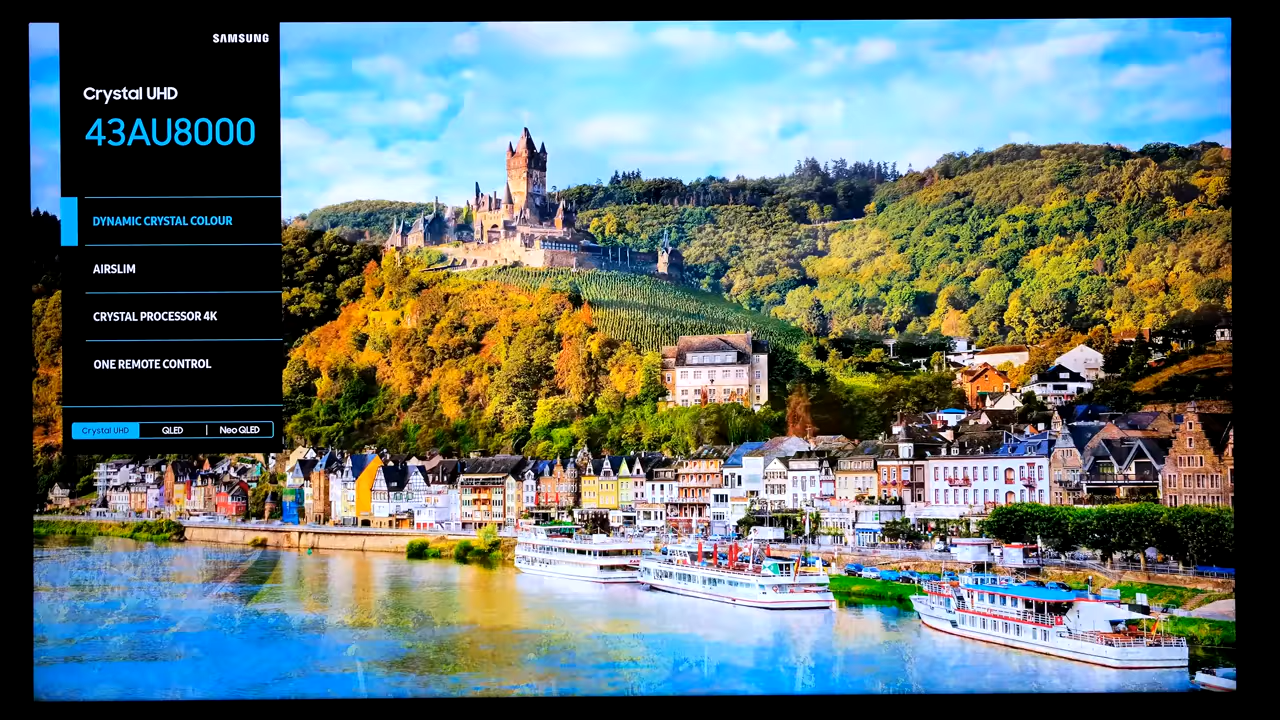 SAMSUNG
Crystal UHD
43AU8000
DYNAMIC CRYSTAL COLOUR
AIRSLIM
CRYSTAL PROCESSOR 4K
ONE REMOTE CONTROL
Crystal UHD QLED Neo QLED